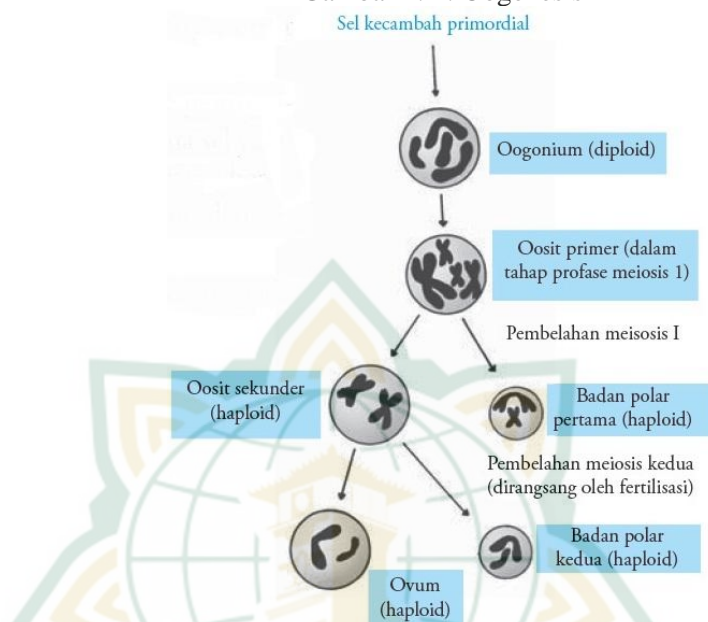 Sel kecambah primordial
Oogonium (diploid)
Oosit primer (dalam
tahap profase meiosis 1)
Pembelahan meisosis I
Oosit sekunder
(haploid)
Badan polar
pertama (haploid)
Pembelahan meiosis kedua
(dirangsang oleh fertilisasi)
Badan polar
kedua (haploid)
Ovum
(haploid)